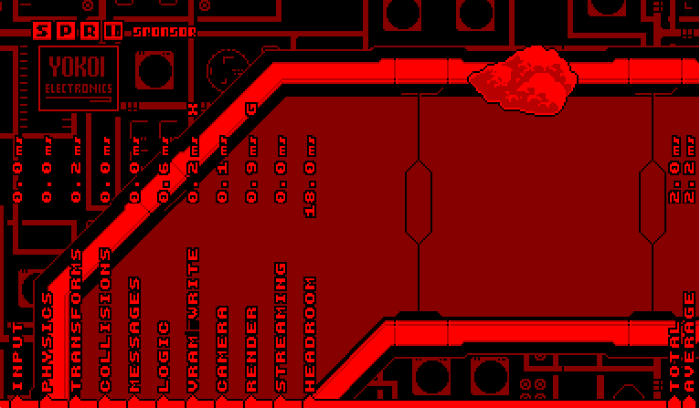 SPONSOR
YOKOI
ELECTRONICS
INPUT 0.0ms
PHYSICS 0.0ms
TRANSFORMS 0.2ms
COLLISIONS 0.0ms
MESSAGES 0.0ms
LOGIC 0.6ms
VRAM WRITE 0.2ms X
CAMERA 0.1ms
RENDER 0.9ms G
STREAMING 0.0ms
HEADROOM 18.0ms
TOTAL 2.0ms
AVERAGE 2.2ms